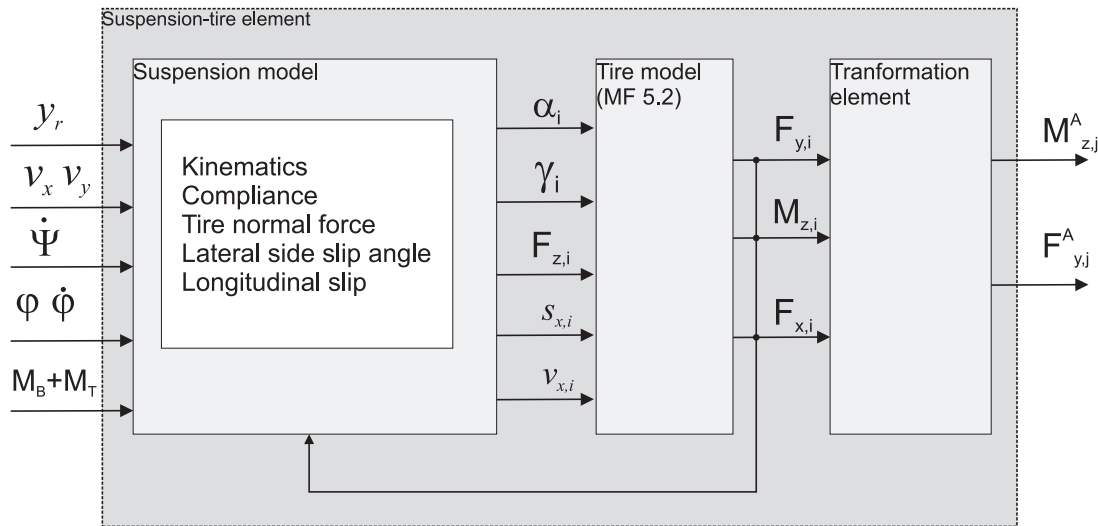 Suspension-tire element
y_r
v_x v_y
Ψ̇
φ φ̇
M_B+M_T
Suspension model
Kinematics
Compliance
Tire normal force
Lateral side slip angle
Longitudinal slip
α_i
γ_i
F_z,i
s_x,i
v_x,i
Tire model
(MF 5.2)
F_y,i
M_z,i
F_x,i
Tranformation
element
M^A_z,j
F^A_y,j